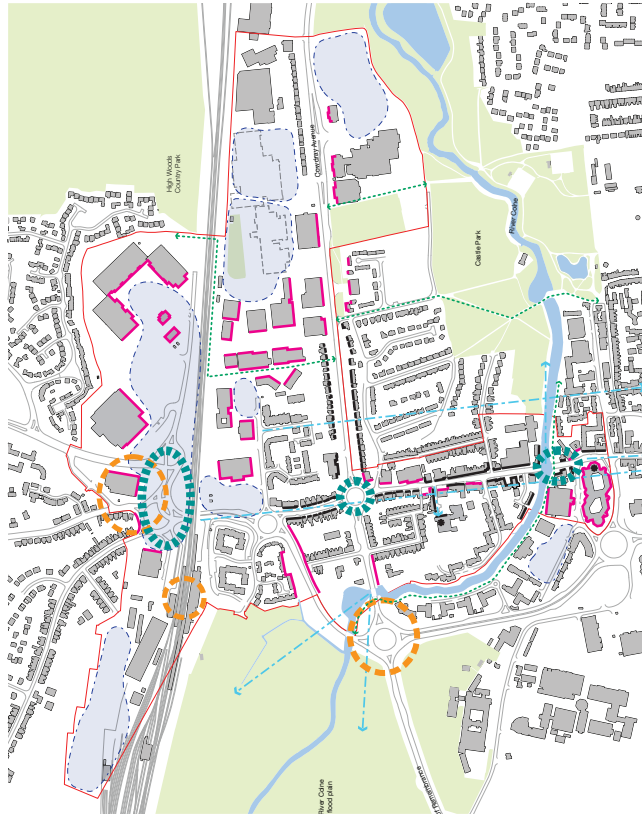 High Woods
Country Park
Cowdray Avenue
River Colne
Castle Park
River Colne
flood plain